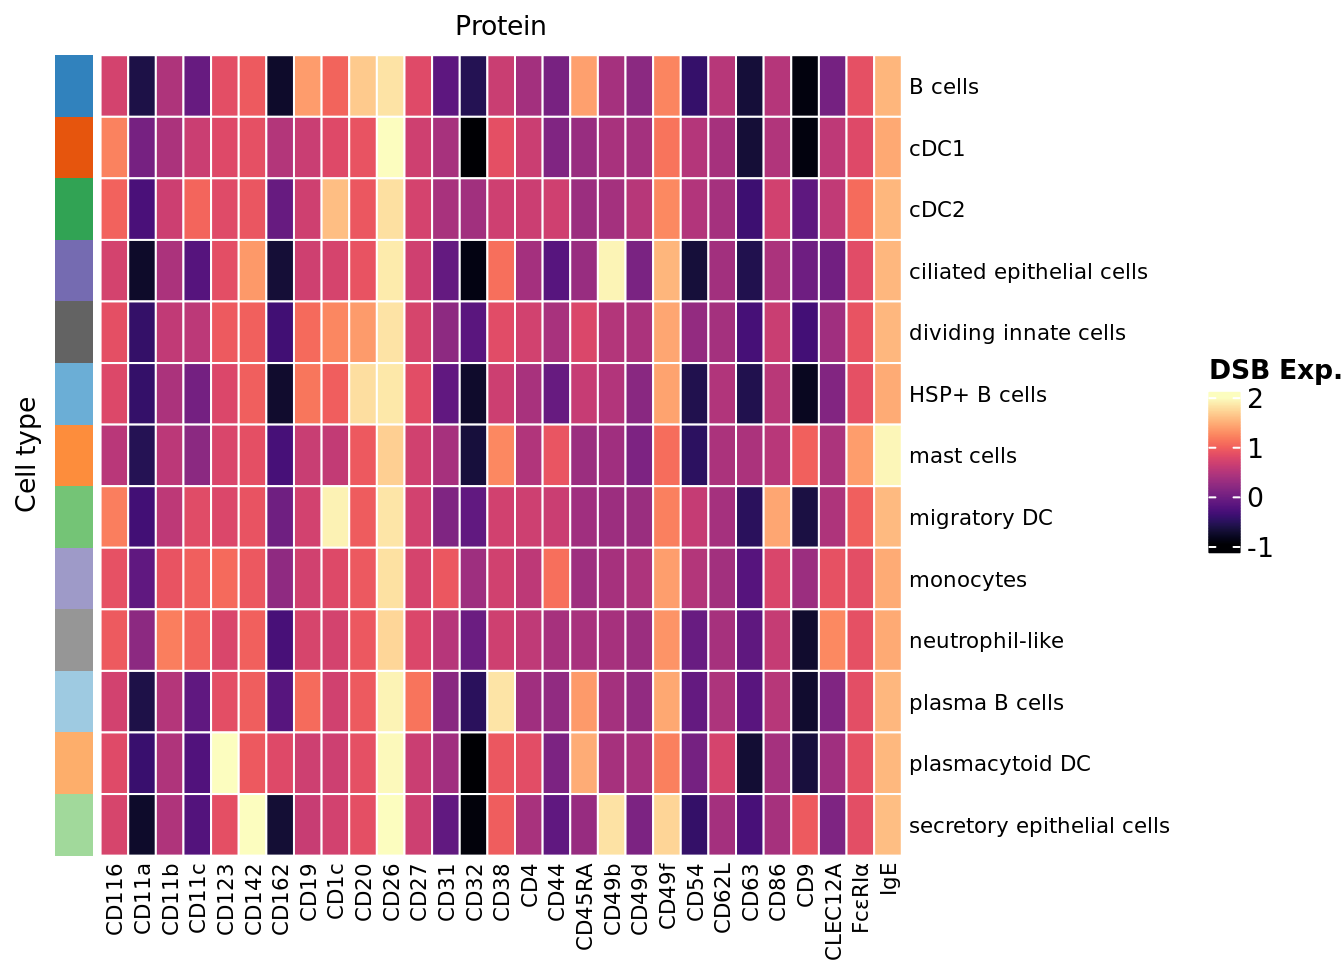 Protein
B cells
cDC1
cDC2
ciliated epithelial cells
dividing innate cells
HSP+ B cells
mast cells
migratory DC
monocytes
neutrophil-like
plasma B cells
plasmacytoid DC
secretory epithelial cells
Cell type
CD116
CD11a
CD11b
CD11c
CD123
CD142
CD162
CD19
CD1c
CD20
CD26
CD27
CD31
CD32
CD38
CD4
CD44
CD45RA
CD49b
CD49d
CD49f
CD54
CD62L
CD63
CD86
CD9
CLEC12A
FcεRIα
IgE
DSB Exp.
2
1
0
-1